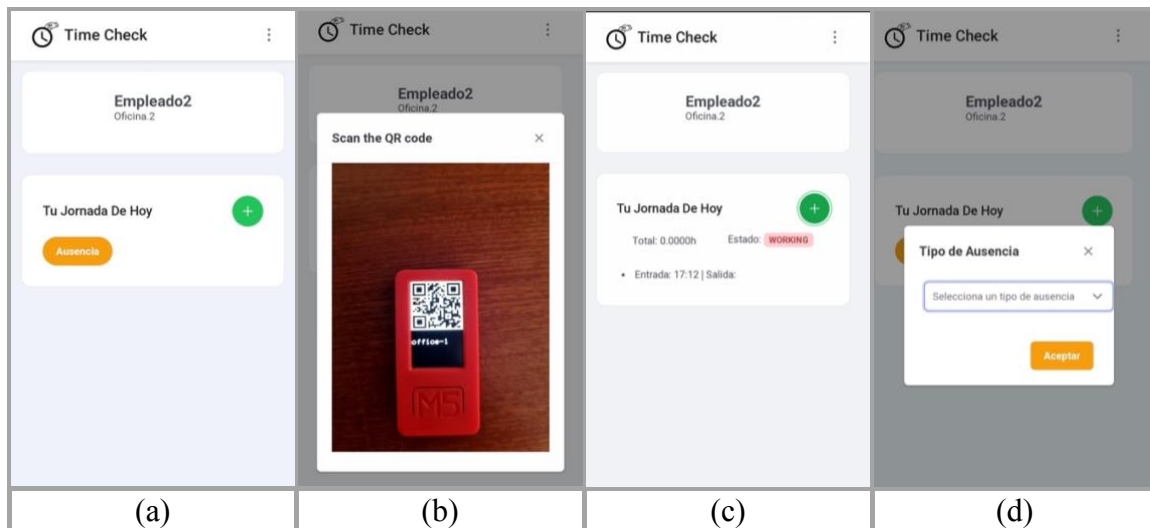 Time Check
Empleado2
Oficina.2
Tu Jornada De Hoy
Ausencia
(a)
Time Check
Empleado2
Oficina.2
Scan the QR code
office-1
M5
(b)
Time Check
Empleado2
Oficina.2
Tu Jornada De Hoy
Total: 0.0000h Estado: WORKING
• Entrada: 17:12 | Salida:
(c)
Time Check
Empleado2
Oficina.2
Tu Jornada De Hoy
Tipo de Ausencia
Selecciona un tipo de ausencia
Aceptar
(d)